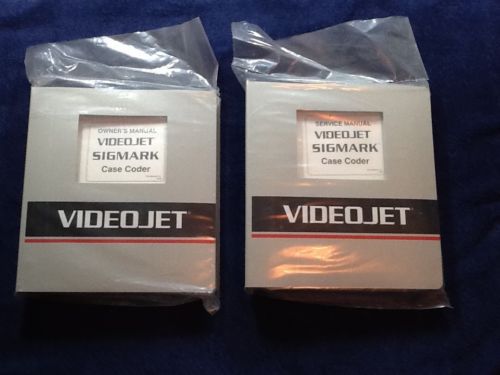 OWNER'S MANUAL
VIDEOJET
SIGMARK
Case Coder
VIDEOJET
SERVICE MANUAL
VIDEOJET
SIGMARK
Case Coder
VIDEOJET